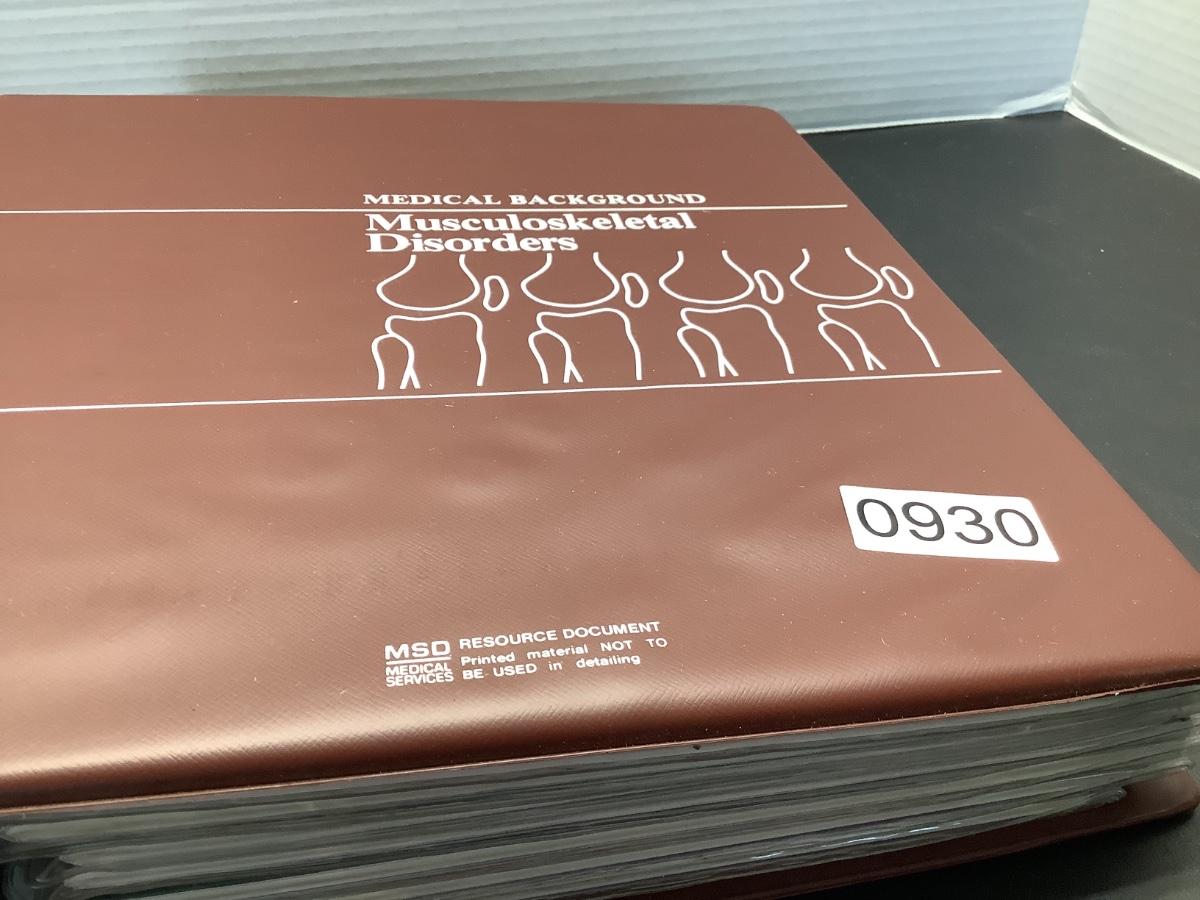 MEDICAL BACKGROUND
Musculoskeletal
Disorders
0930
MSD
MEDICAL
SERVICES
RESOURCE DOCUMENT
Printed material NOT TO
BE USED in detailing